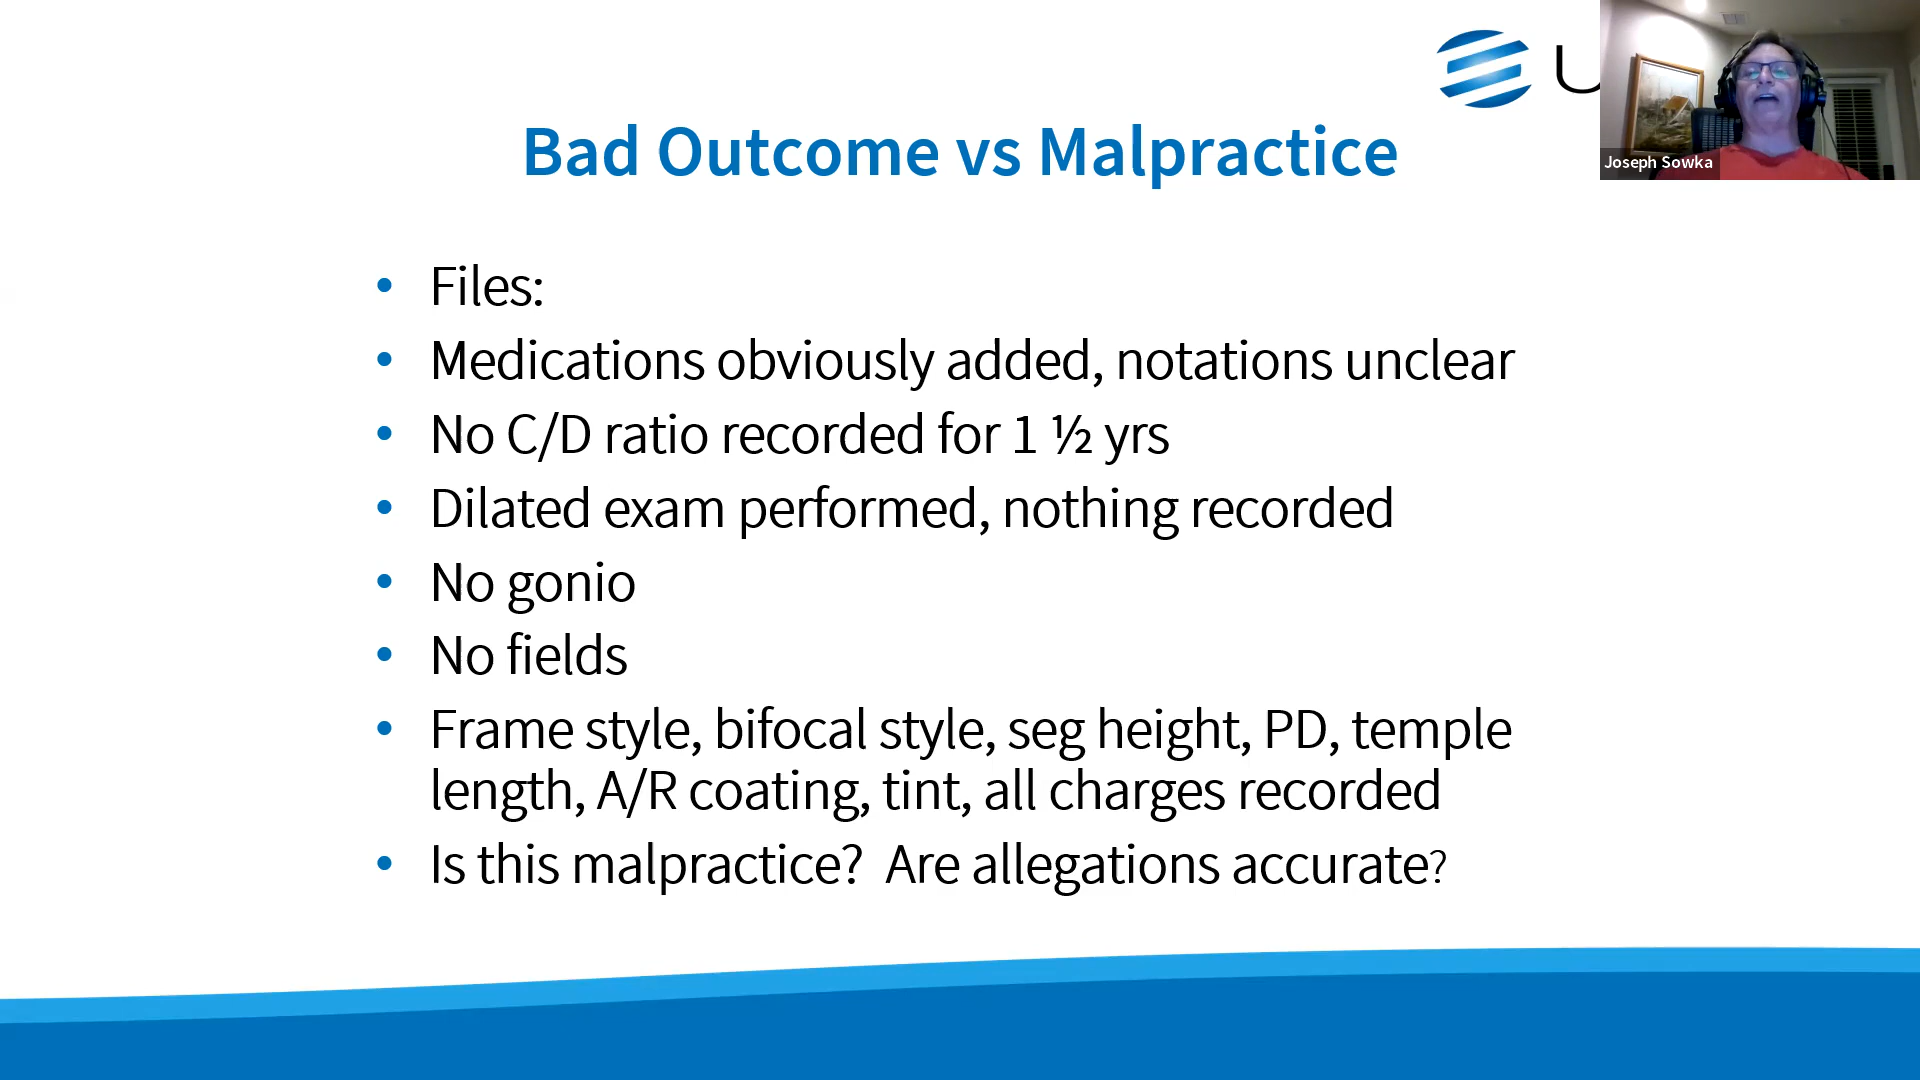 U
Joseph Sowka
Bad Outcome vs Malpractice
• Files:
• Medications obviously added, notations unclear
• No C/D ratio recorded for 1 ½ yrs
• Dilated exam performed, nothing recorded
• No gonio
• No fields
• Frame style, bifocal style, seg height, PD, temple
length, A/R coating, tint, all charges recorded
• Is this malpractice?  Are allegations accurate?